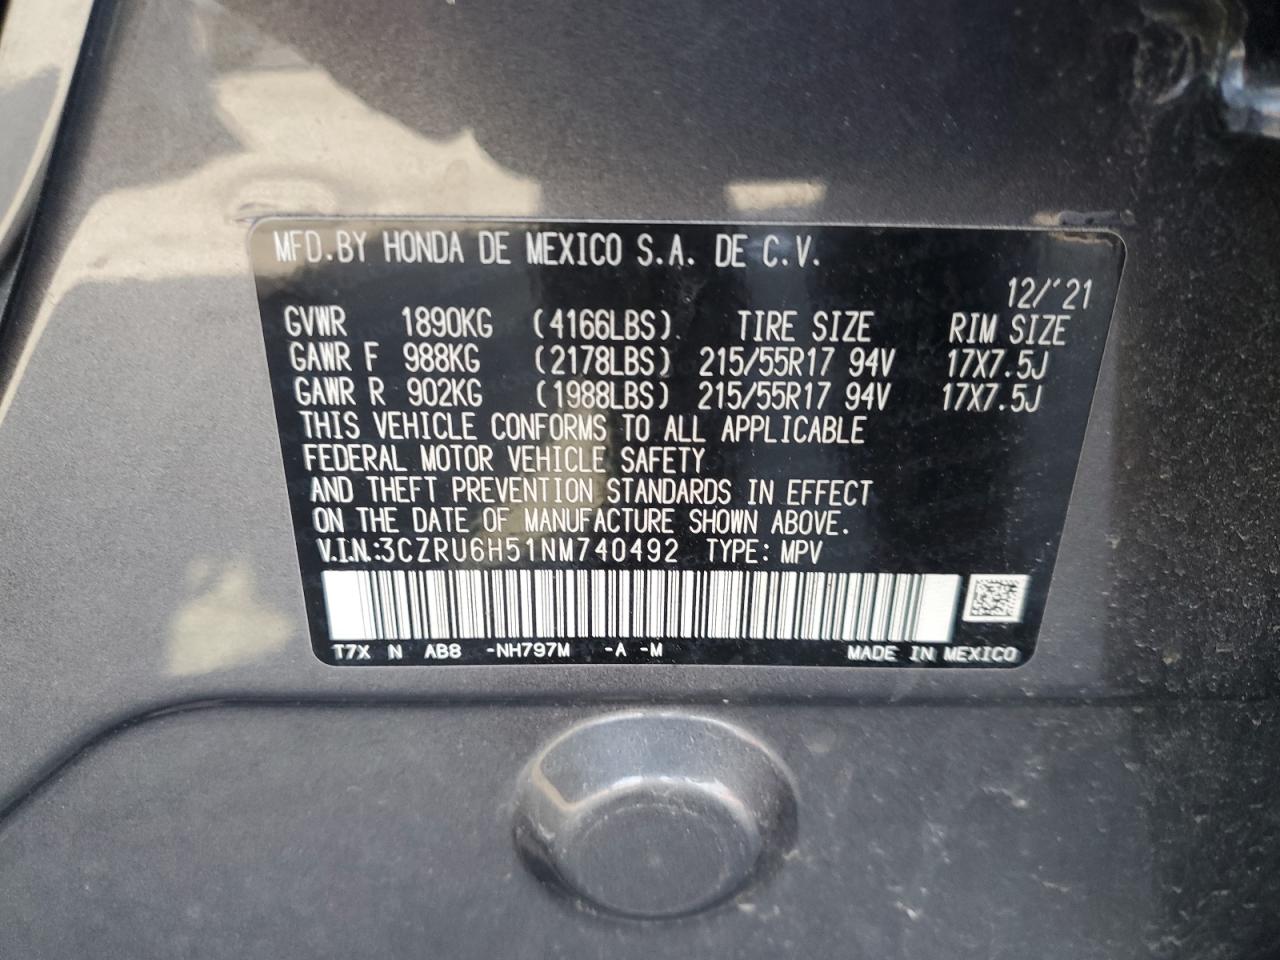 MFD.BY HONDA DE MEXICO S.A. DE C.V.
12/'21
GVWR 1890KG (4166LBS) TIRE SIZE RIM SIZE
GAWR F 988KG (2178LBS) 215/55R17 94V 17X7.5J
GAWR R 902KG (1988LBS) 215/55R17 94V 17X7.5J
THIS VEHICLE CONFORMS TO ALL APPLICABLE
FEDERAL MOTOR VEHICLE SAFETY
AND THEFT PREVENTION STANDARDS IN EFFECT
ON THE DATE OF MANUFACTURE SHOWN ABOVE.
V.I.N.:3CZRU6H51NM740492 TYPE: MPV
T7X N AB8 -NH797M -A -M MADE IN MEXICO